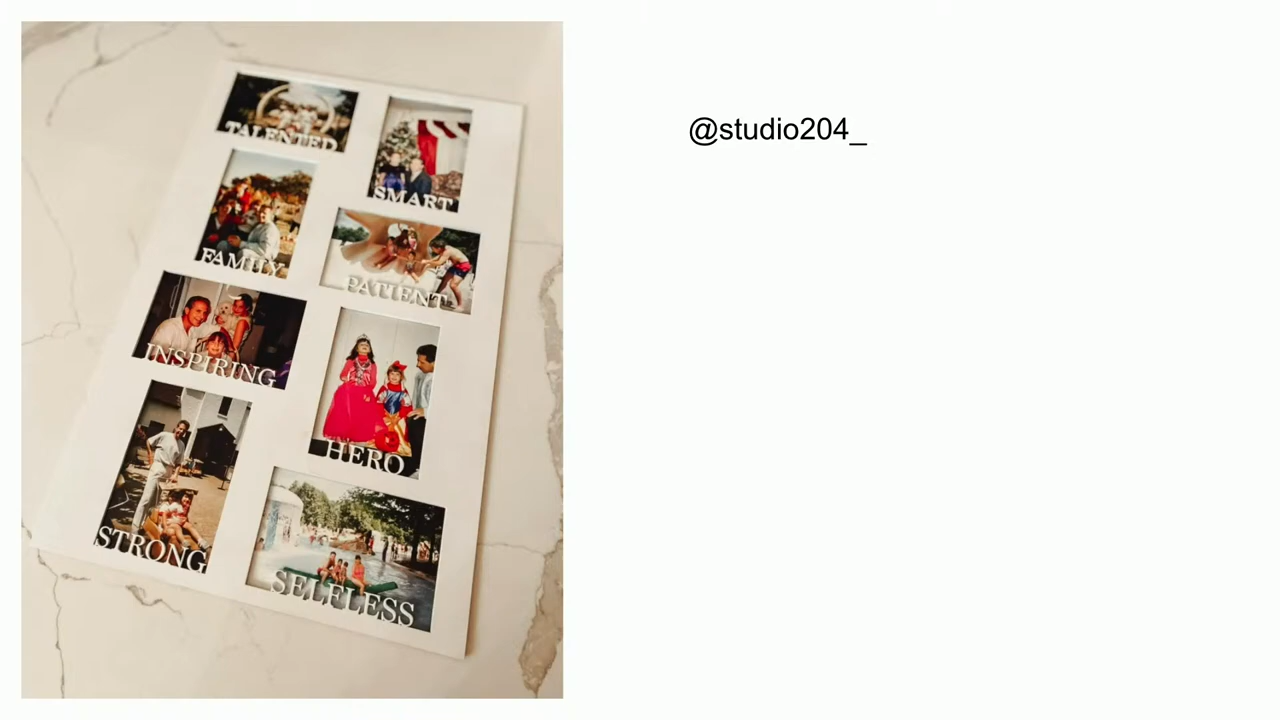 TALENTED
SMART
FAMILY
PATIENT
INSPIRING
HERO
STRONG
SELFLESS
@studio204_